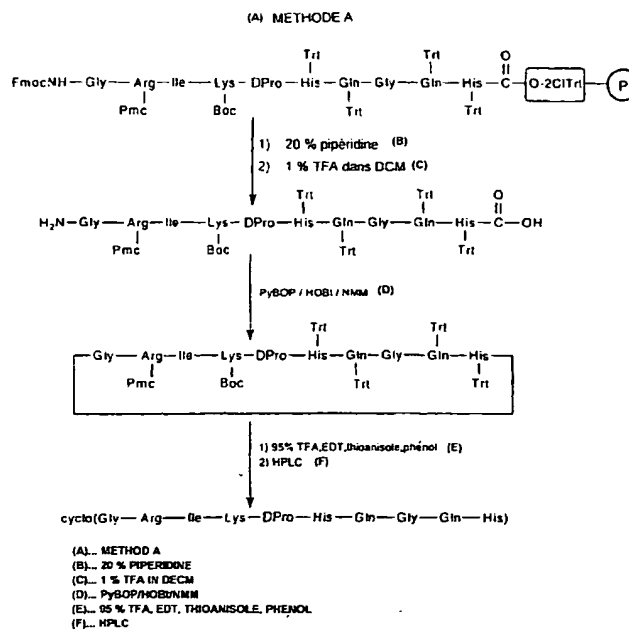 (A) METHODE A
Trt Trt O
FmocNH—Gly—Arg—Ile—Lys—DPro—His—Gln—Gly—Gln—His—C—O-2ClTrt—P
Pmc Boc Trt Trt
1) 20 % pipèridine (B)
2) 1 % TFA dans DCM (C)
Trt Trt O
H₂N—Gly—Arg—Ile—Lys—DPro—His—Gln—Gly—Gln—His—C—OH
Pmc Boc Trt Trt
PyBOP / HOBt / NMM (D)
Trt Trt
Gly—Arg—Ile—Lys—DPro—His—Gln—Gly—Gln—His
Pmc Boc Trt Trt
1) 95% TFA,EDT,thioanisole,phénol (E)
2) HPLC (F)
cyclo(Gly—Arg—Ile—Lys—DPro—His—Gln—Gly—Gln—His)
(A)... METHOD A
(B)... 20 % PIPERIDINE
(C)... 1 % TFA IN DECM
(D)... PyBOP/HOBt/NMM
(E)... 95 % TFA, EDT, THIOANISOLE, PHENOL
(F)... HPLC